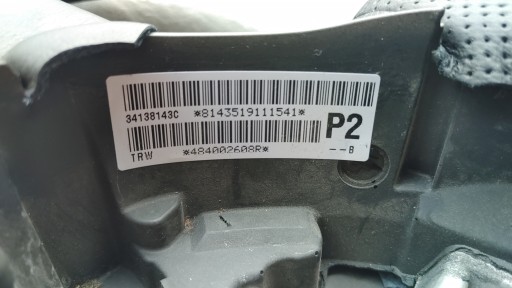 34138143C *8143519111541*
P2
TRW *484002608R* --B